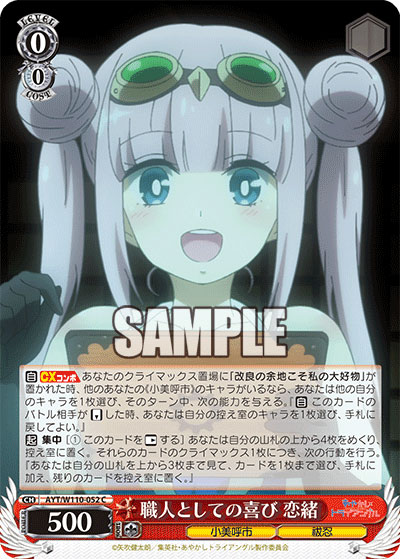 LEVEL
0
0
COST
SAMPLE
自 CXコンボ あなたのクライマックス置場に「改良の余地こそ私の大好物」が
置かれた時、他のあなたの《小美呼市》のキャラがいるなら、あなたは他の自分
のキャラを1枚選び、そのターン中、次の能力を与える。『自 このカードの
バトル相手が した時、あなたは自分の控え室のキャラを1枚選び、手札に
戻してよい。』
起 集中 ① このカードを する］ あなたは自分の山札の上から4枚をめくり、
控え室に置く。それらのカードのクライマックス1枚につき、次の行動を行う。
『あなたは自分の山札を上から3枚まで見て、カードを1枚まで選び、手札に
加え、残りのカードを控え室に置く。』
CH AYT/W110-052 C
500
職人としての喜び 恋緒
あやかしトライアングル
小美呼市
祓忍
©矢吹健太朗／集英社・あやかしトライアングル製作委員会